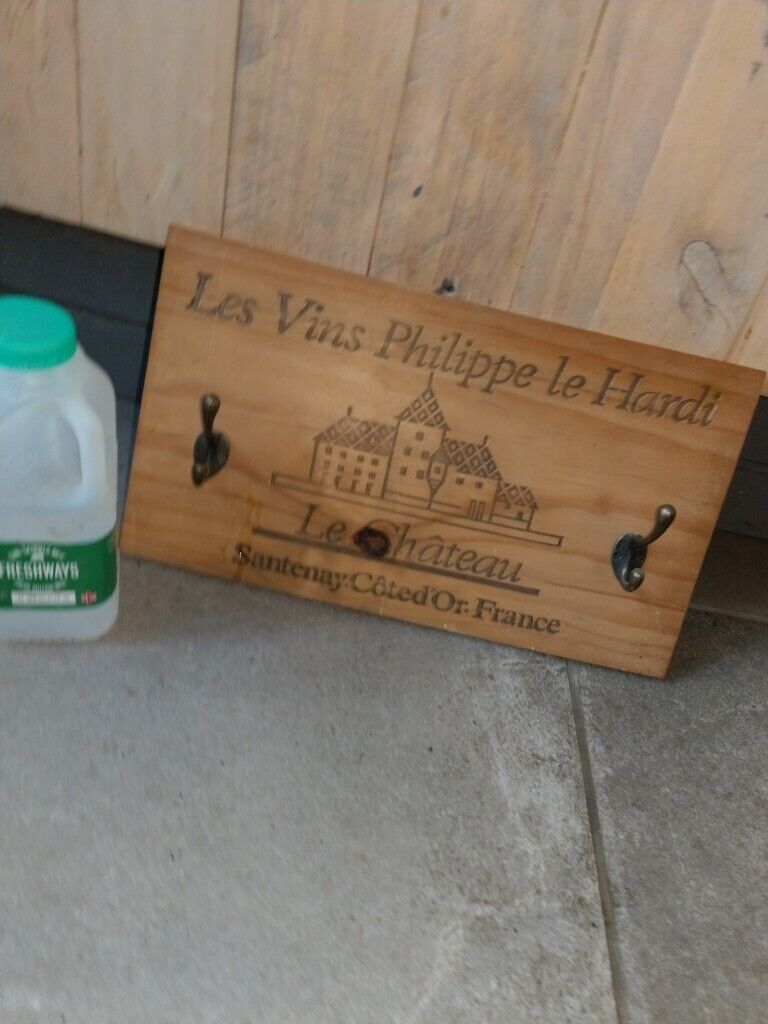 Les Vins Philippe le Hardi
Le Château
Santenay.Côte d'Or. France
FRESHWAYS